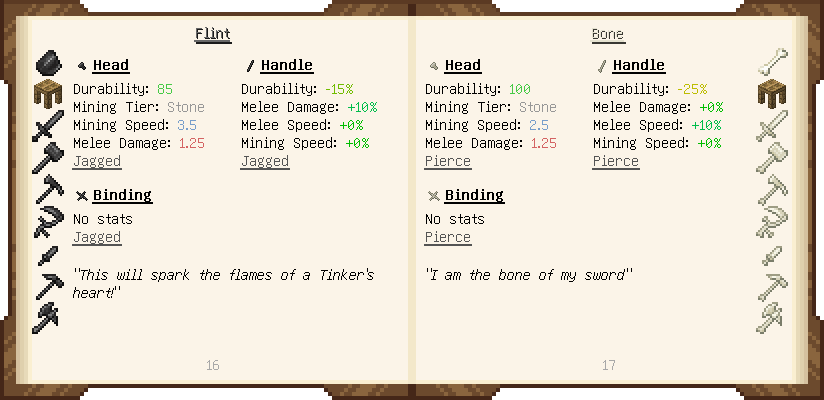 Flint
Head
Durability: 85
Mining Tier: Stone
Mining Speed: 3.5
Melee Damage: 1.25
Jagged
Handle
Durability: -15%
Melee Damage: +10%
Melee Speed: +0%
Mining Speed: +0%
Jagged
Binding
No stats
Jagged
"This will spark the flames of a Tinker's
heart!"
16
Bone
Head
Durability: 100
Mining Tier: Stone
Mining Speed: 2.5
Melee Damage: 1.25
Pierce
Handle
Durability: -25%
Melee Damage: +0%
Melee Speed: +10%
Mining Speed: +0%
Pierce
Binding
No stats
Pierce
"I am the bone of my sword"
17